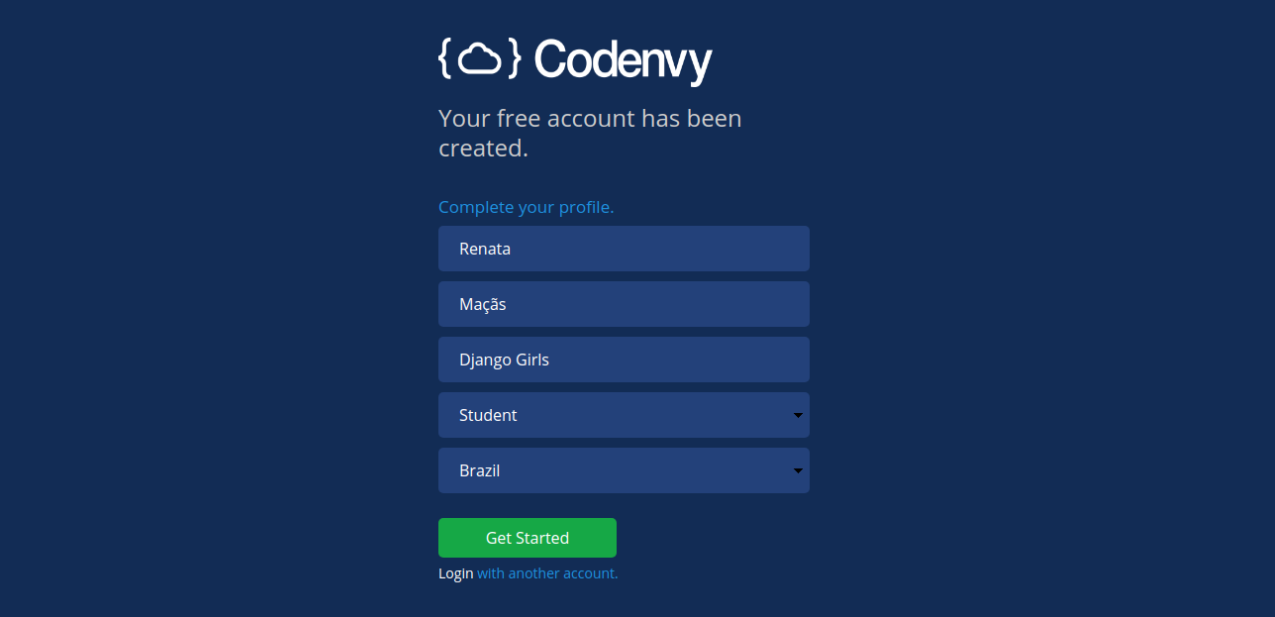 { } Codenvy
Your free account has been
created.
Complete your profile.
Renata
Maçãs
Django Girls
Student
Brazil
Get Started
Login with another account.